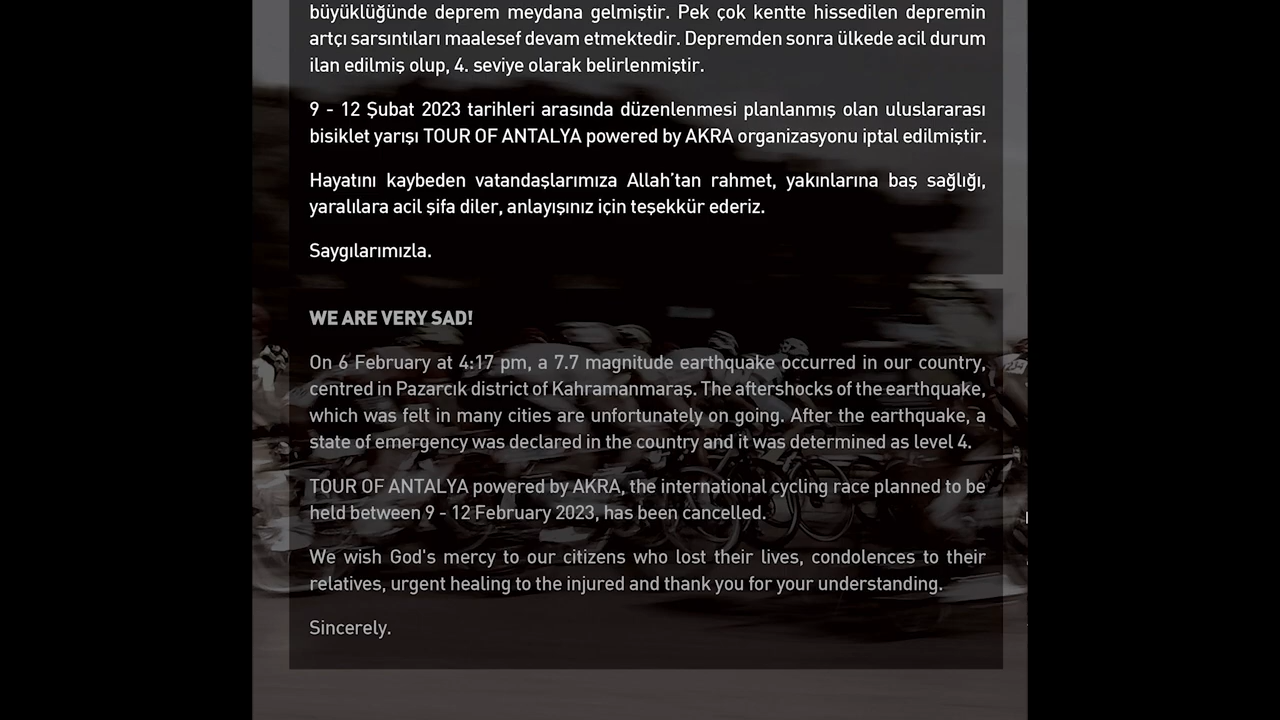 büyüklüğünde deprem meydana gelmiştir. Pek çok kentte hissedilen depremin
artçı sarsıntıları maalesef devam etmektedir. Depremden sonra ülkede acil durum
ilan edilmiş olup, 4. seviye olarak belirlenmiştir.
9 - 12 Şubat 2023 tarihleri arasında düzenlenmesi planlanmış olan uluslararası
bisiklet yarışı TOUR OF ANTALYA powered by AKRA organizasyonu iptal edilmiştir.
Hayatını kaybeden vatandaşlarımıza Allah'tan rahmet, yakınlarına baş sağlığı,
yaralılara acil şifa diler, anlayışınız için teşekkür ederiz.
Saygılarımızla.
WE ARE VERY SAD!
On 6 February at 4:17 pm, a 7.7 magnitude earthquake occurred in our country,
centred in Pazarcık district of Kahramanmaraş. The aftershocks of the earthquake,
which was felt in many cities are unfortunately on going. After the earthquake, a
state of emergency was declared in the country and it was determined as level 4.
TOUR OF ANTALYA powered by AKRA, the international cycling race planned to be
held between 9 - 12 February 2023, has been cancelled.
We wish God's mercy to our citizens who lost their lives, condolences to their
relatives, urgent healing to the injured and thank you for your understanding.
Sincerely.